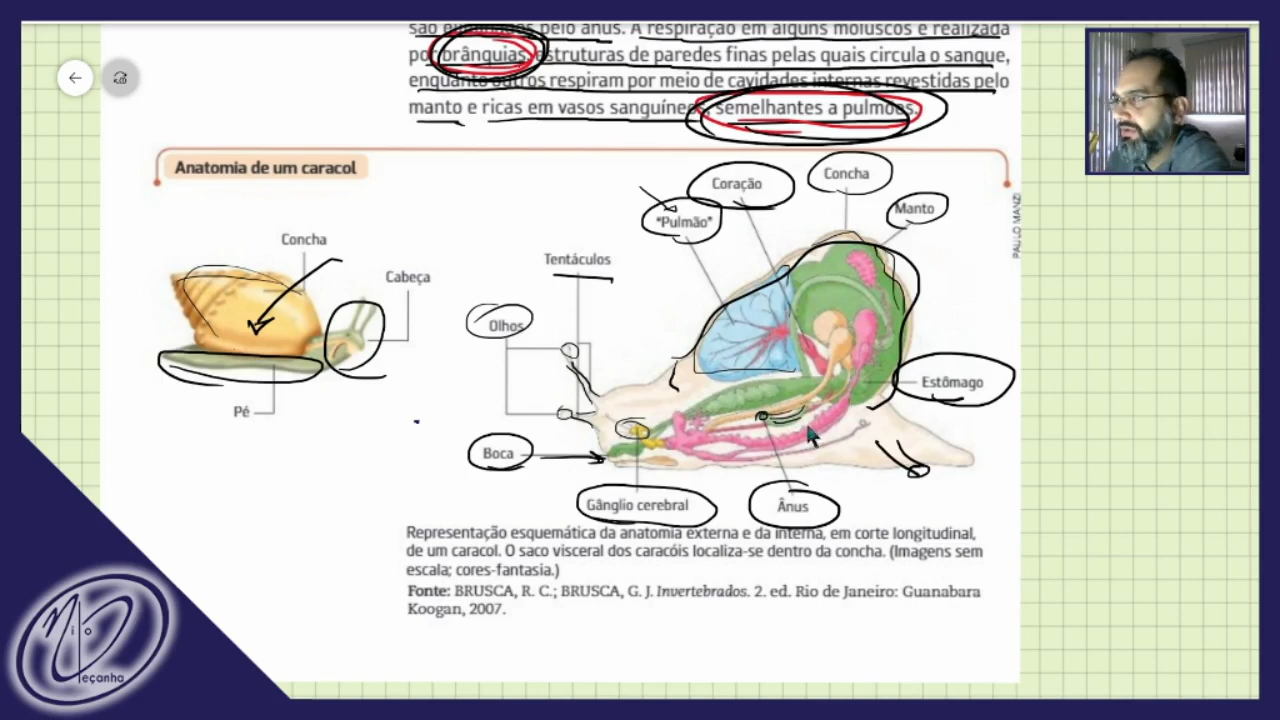 são eliminados pelo ânus. A respiração em alguns moluscos é realizada
por brânquias, estruturas de paredes finas pelas quais circula o sangue,
enquanto outros respiram por meio de cavidades internas revestidas pelo
manto e ricas em vasos sanguíneos, semelhantes a pulmões.
Anatomia de um caracol
Coração
Concha
"Pulmão"
Manto
PAULO MANZI
Concha
Tentáculos
Cabeça
Olhos
Estômago
Pé
Boca
Gânglio cerebral
Ânus
Representação esquemática da anatomia externa e da interna, em corte longitudinal,
de um caracol. O saco visceral dos caracóis localiza-se dentro da concha. (Imagens sem
escala; cores-fantasia.)
Fonte: BRUSCA, R. C.; BRUSCA, G. J. Invertebrados. 2. ed. Rio de Janeiro: Guanabara
Koogan, 2007.
eçanha